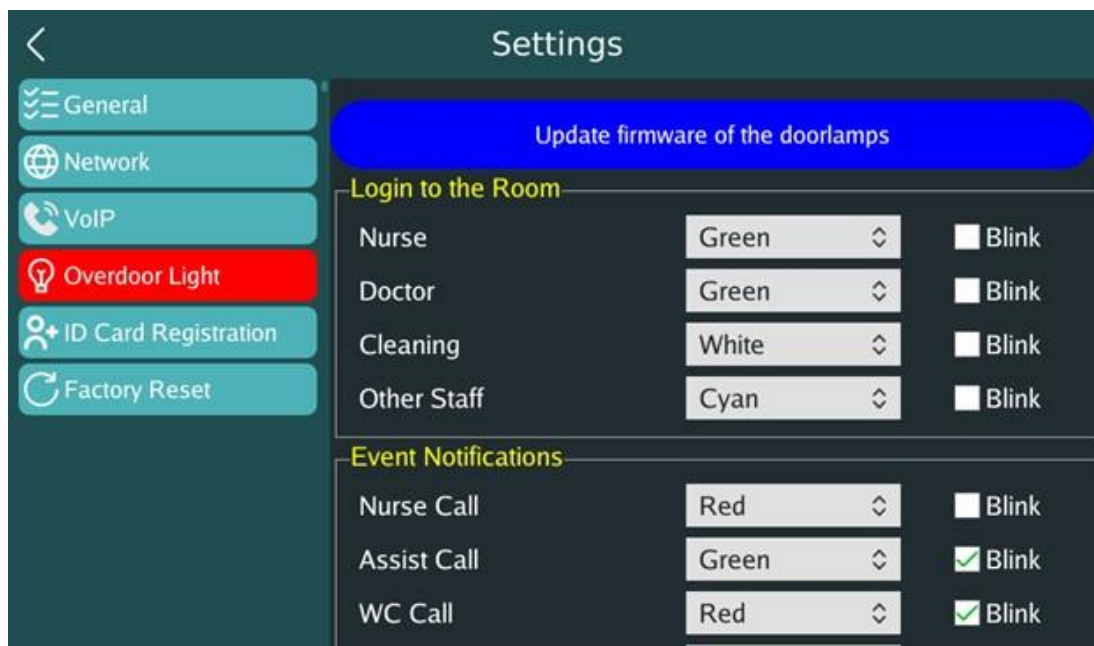 Settings
General
Network
VoIP
Overdoor Light
ID Card Registration
Factory Reset
Update firmware of the doorlamps
Login to the Room
Nurse Green Blink
Doctor Green Blink
Cleaning White Blink
Other Staff Cyan Blink
Event Notifications
Nurse Call Red Blink
Assist Call Green Blink
WC Call Red Blink